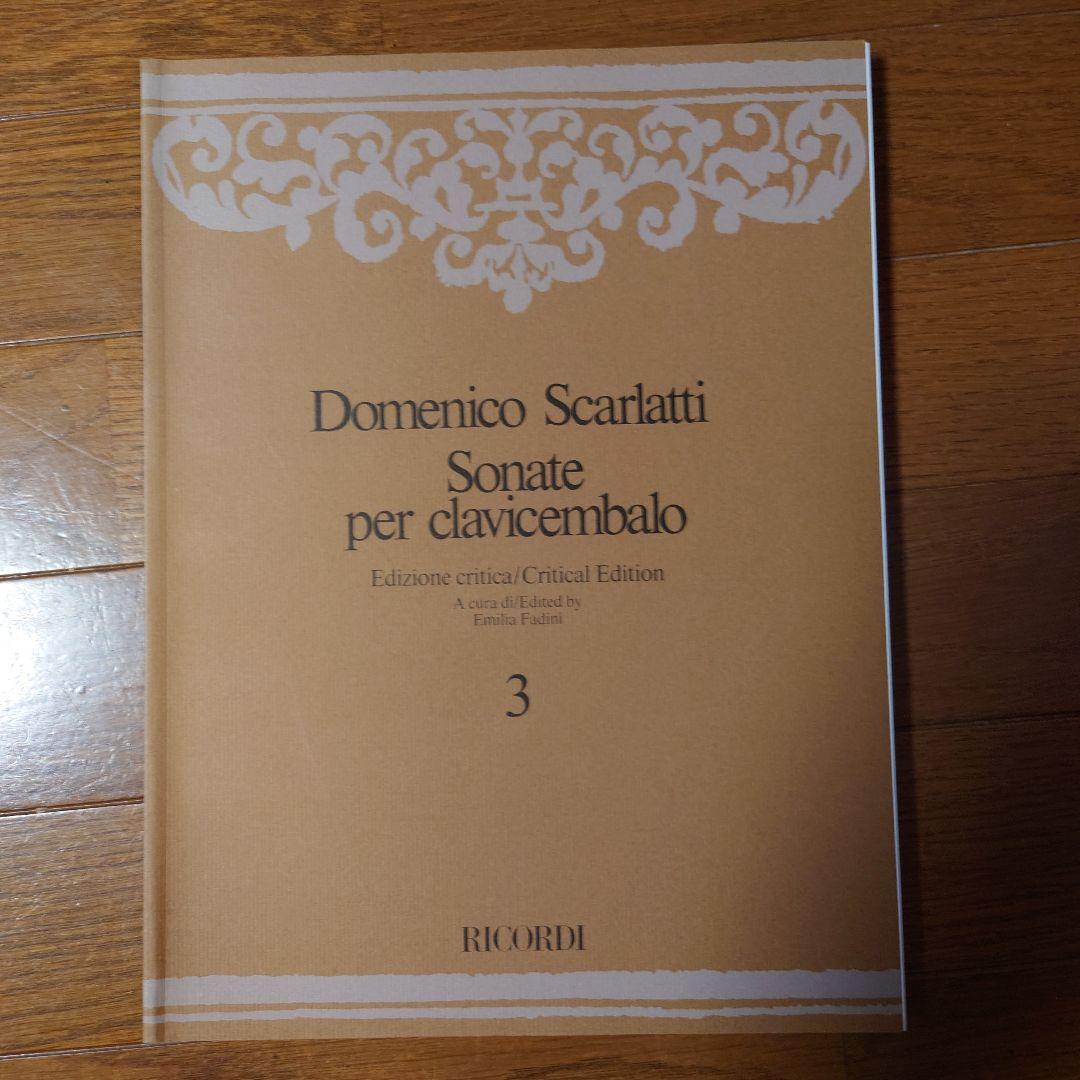 Domenico Scarlatti
Sonate
per clavicembalo
Edizione critica/Critical Edition
A cura di/Edited by
Emilia Fadini
3
RICORDI